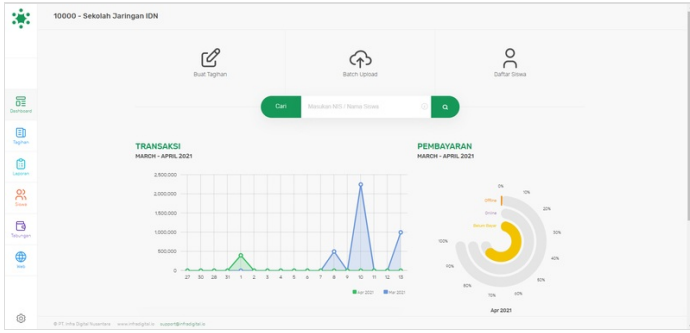 10000 - Sekolah Jaringan IDN
Buat Tagihan
Batch Upload
Daftar Siswa
Cari
Masukan NIS / Nama Siswa
Dashboard
Tagihan
Laporan
Siswa
Tabungan
Web
TRANSAKSI
MARCH - APRIL 2021
2.500.000
2.000.000
1.500.000
1.000.000
500.000
0
27 30 28 31 1 2 3 4 5 6 7 8 9 10 11 12 13
Apr 2021
Mar 2021
PEMBAYARAN
MARCH - APRIL 2021
Offline
Online
Belum Bayar
0%
10%
20%
30%
40%
50%
60%
70%
80%
90%
100%
Apr 2021
© PT. Infra Digital Nusantara
www.infradigital.io
support@infradigital.io